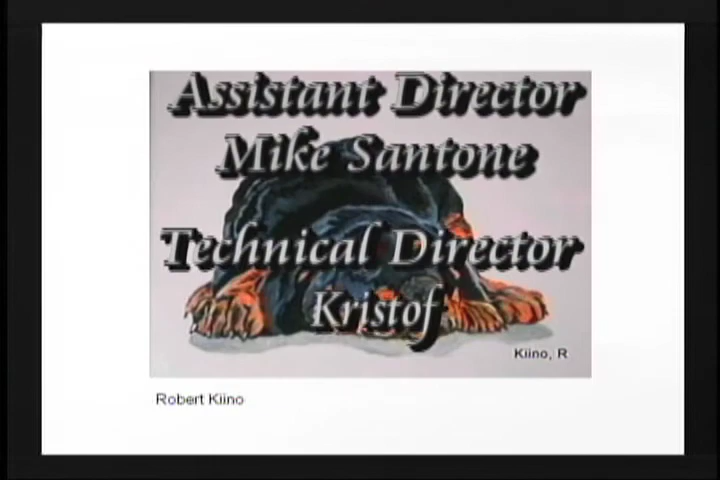 Assistant Director
Mike Santone
Technical Director
Kristof
Kiino, R
Robert Kiino